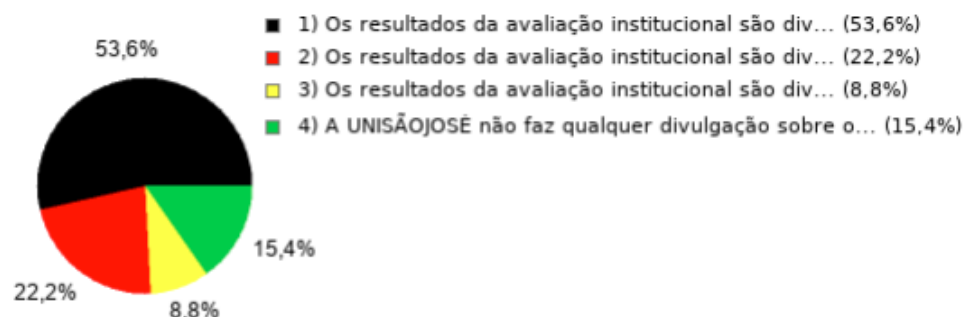 53,6%
1) Os resultados da avaliação institucional são div... (53,6%)
2) Os resultados da avaliação institucional são div... (22,2%)
3) Os resultados da avaliação institucional são div... (8,8%)
4) A UNISÃOJOSÉ não faz qualquer divulgação sobre o... (15,4%)
15,4%
22,2%
8,8%